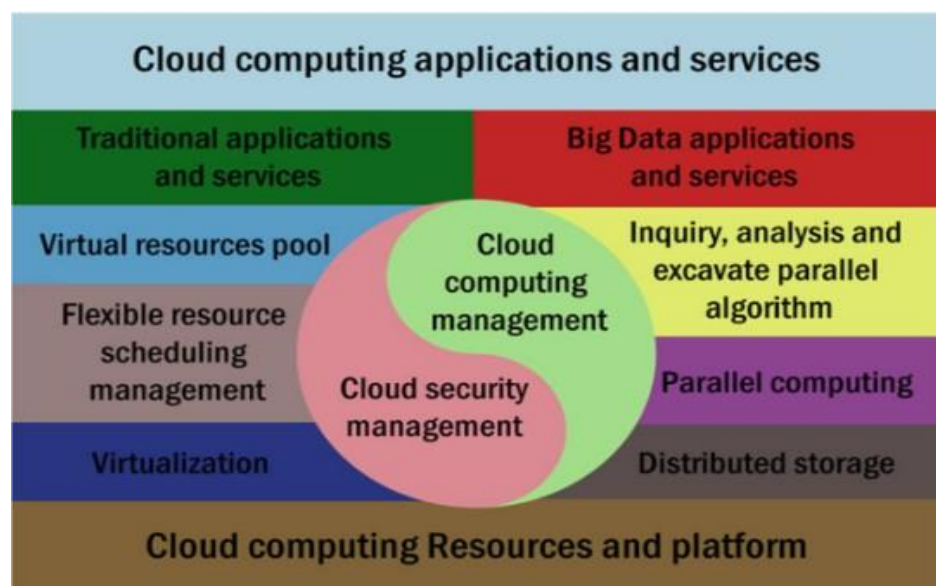 Cloud computing applications and services
Traditional applications
and services
Big Data applications
and services
Virtual resources pool
Cloud
computing
management
Inquiry, analysis and
excavate parallel
algorithm
Flexible resource
scheduling
management
Cloud security
management
Parallel computing
Virtualization
Distributed storage
Cloud computing Resources and platform